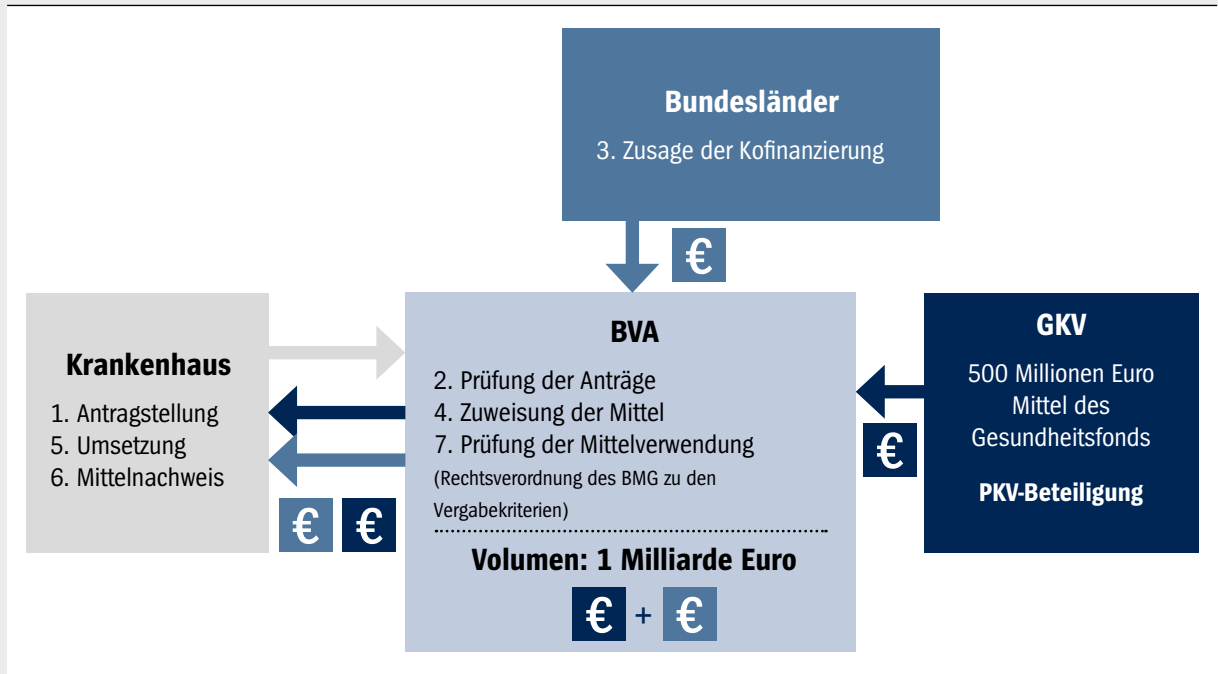 Bundesländer
3. Zusage der Kofinanzierung
€
Krankenhaus
1. Antragstellung
5. Umsetzung
6. Mittelnachweis
€ €
BVA
2. Prüfung der Anträge
4. Zuweisung der Mittel
7. Prüfung der Mittelverwendung
(Rechtsverordnung des BMG zu den
Vergabekriterien)
Volumen: 1 Milliarde Euro
€ + €
€
GKV
500 Millionen Euro
Mittel des
Gesundheitsfonds
PKV-Beteiligung